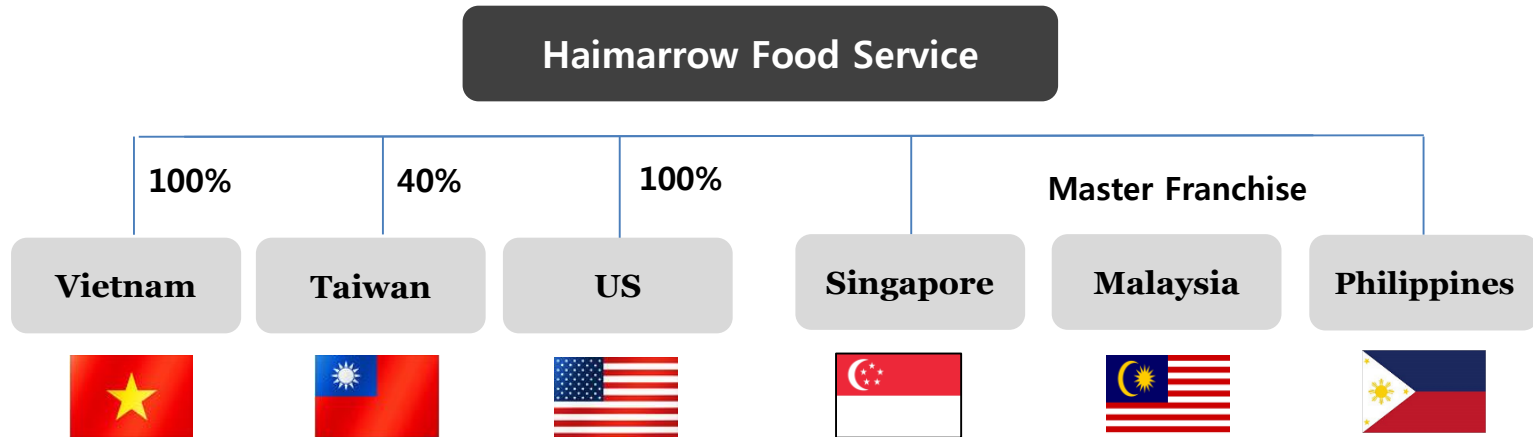 Haimarrow Food Service
100%
40%
100%
Master Franchise
Vietnam
Taiwan
US
Singapore
Malaysia
Philippines